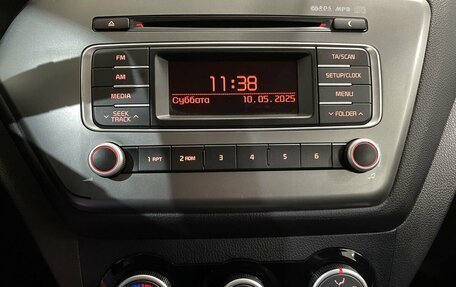 MP3
FM
AM
MEDIA
SEEK
TRACK
11:38
Суббота 10.05.2025
TA/SCAN
SETUP/CLOCK
MENU
FOLDER
1 RPT 2 RDM 3 4 5 6